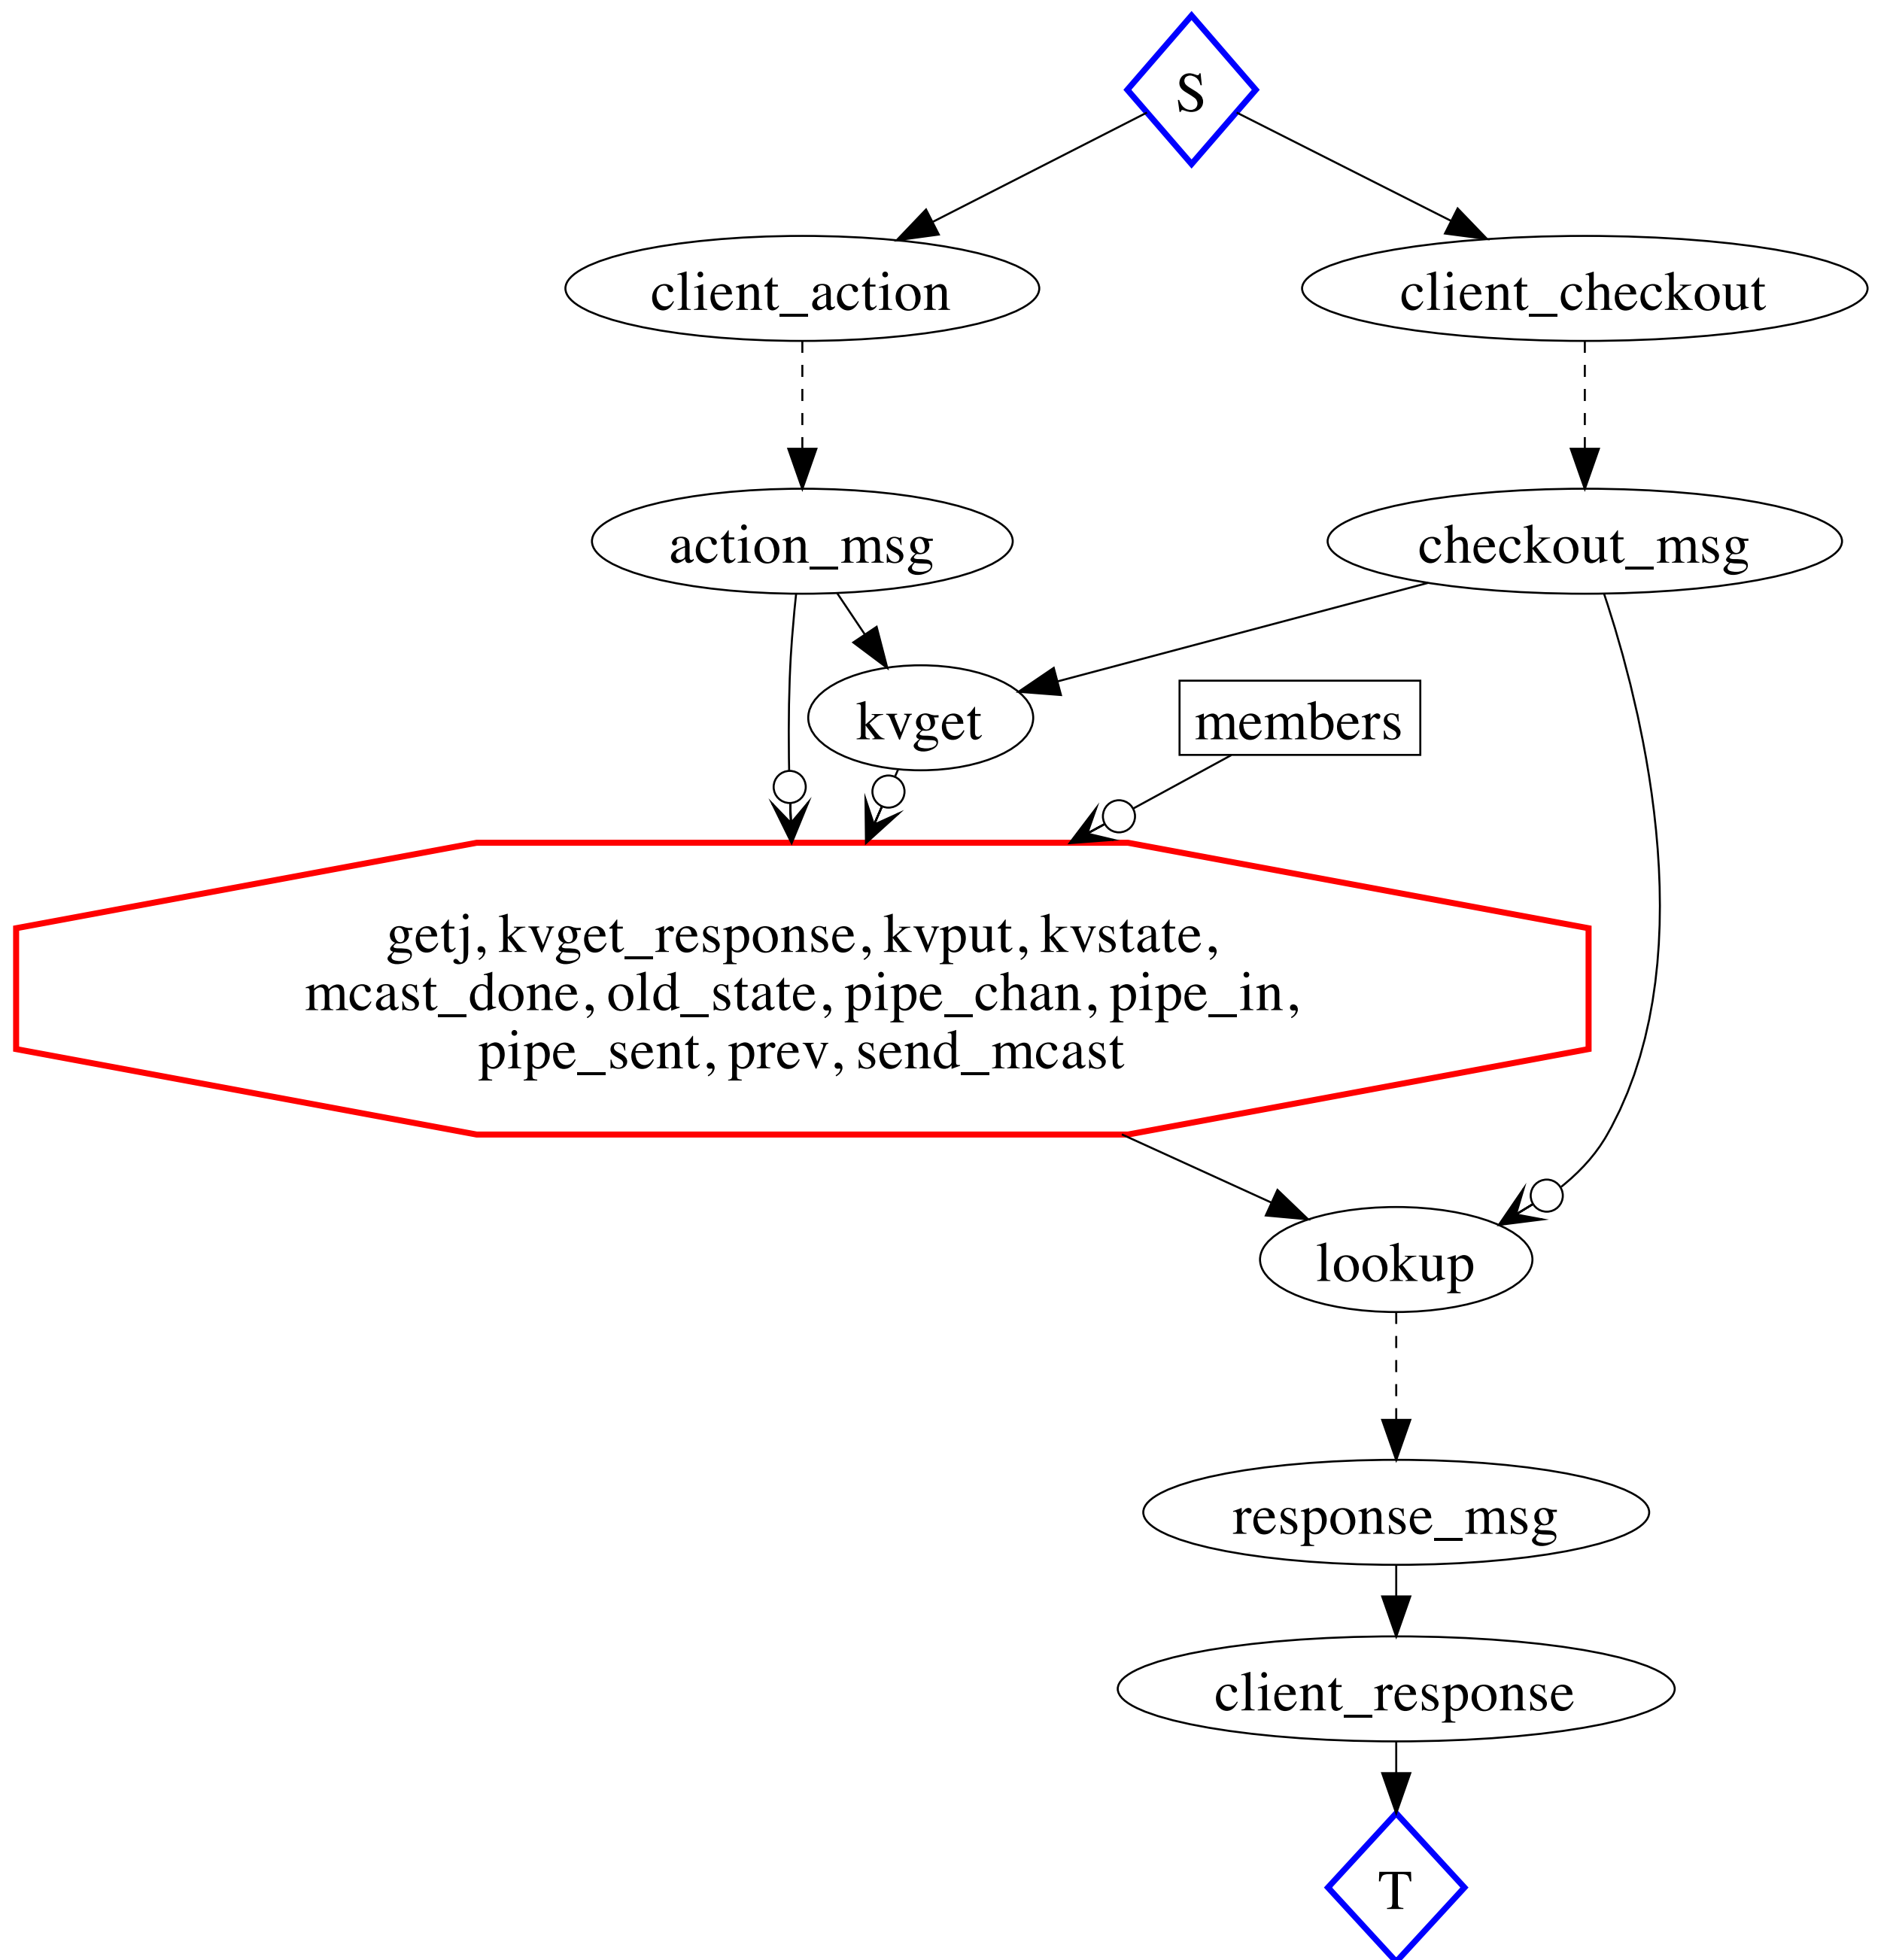 S
client_action
client_checkout
action_msg
checkout_msg
kvget
members
getj, kvget_response, kvput, kvstate,
mcast_done, old_state, pipe_chan, pipe_in,
pipe_sent, prev, send_mcast
lookup
response_msg
client_response
T